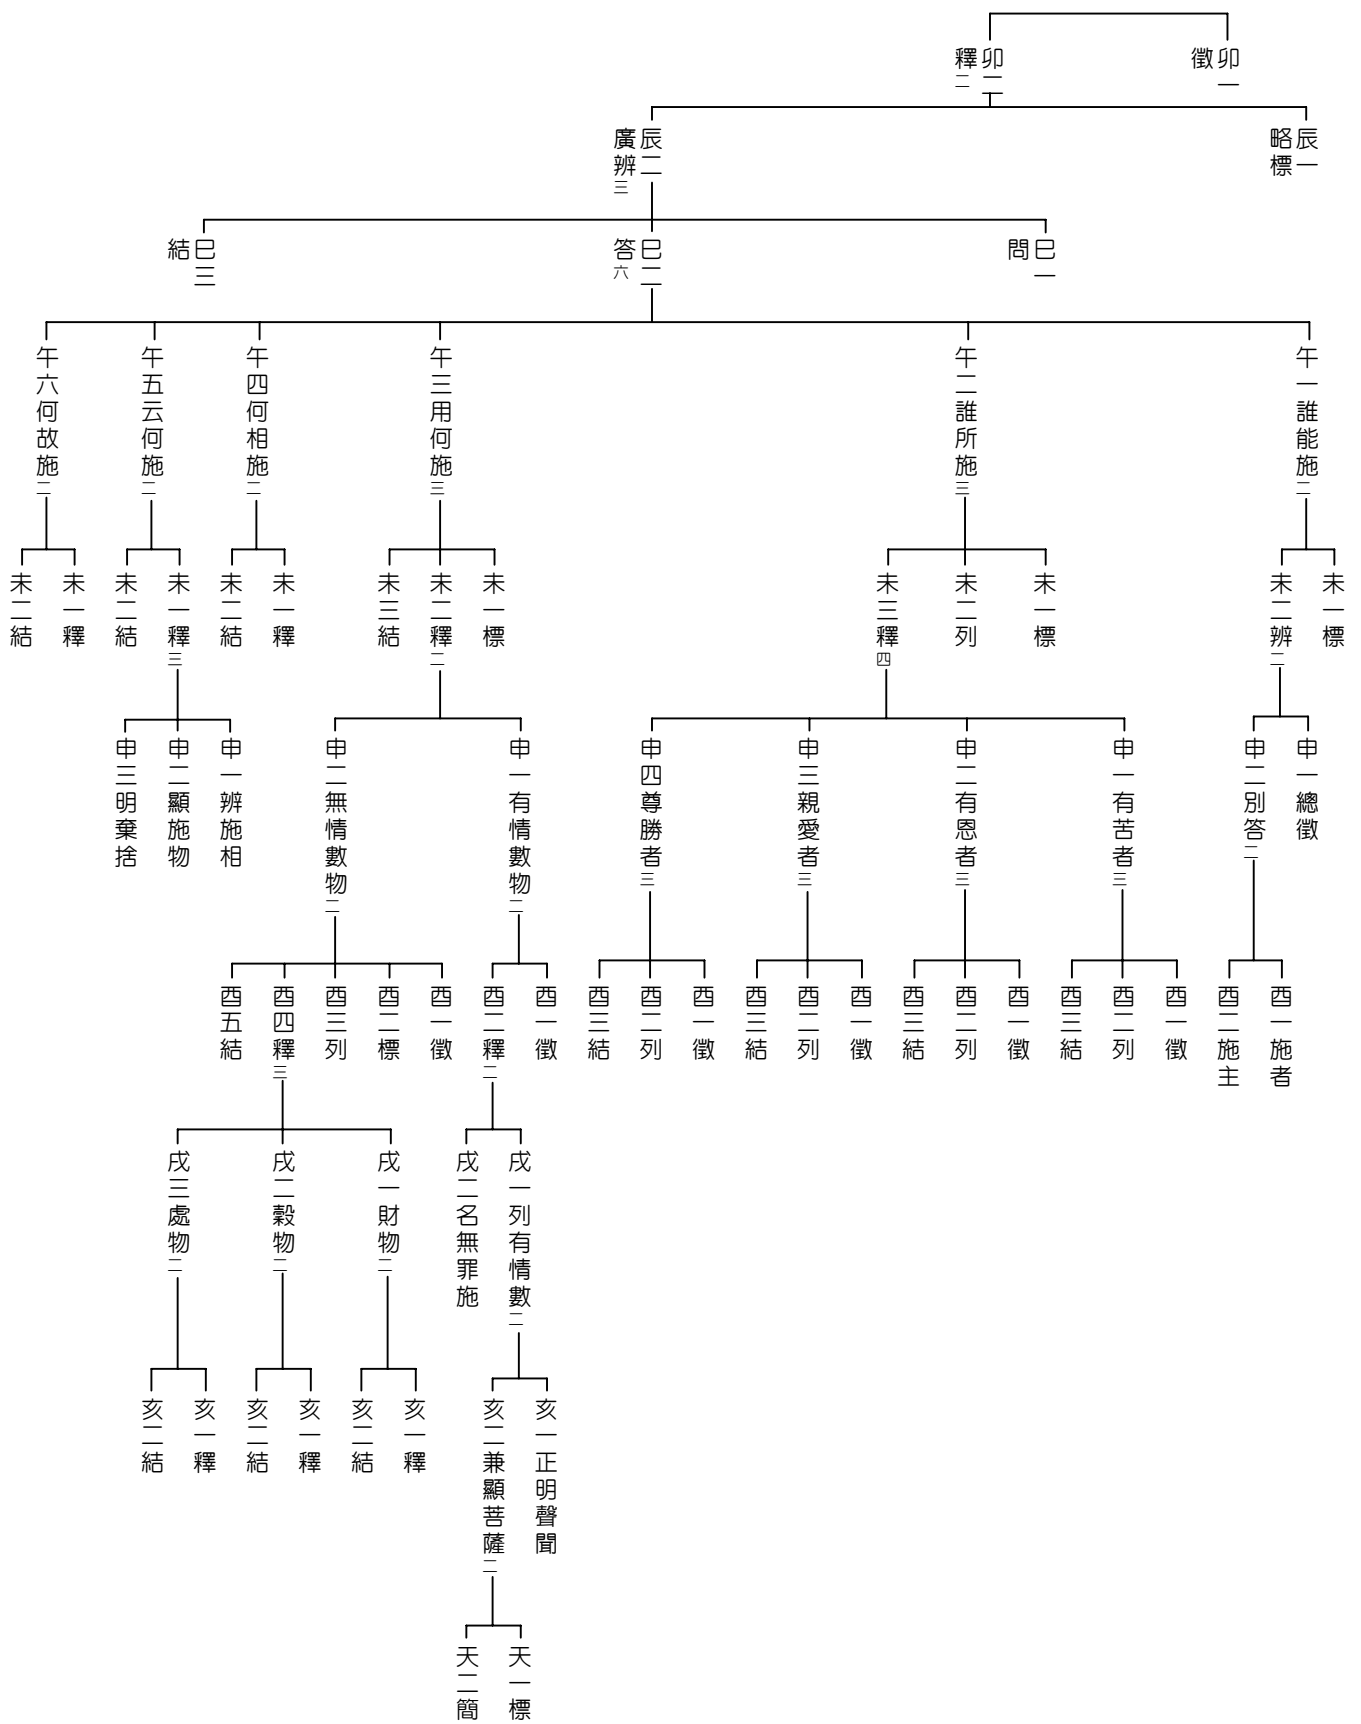 卯一徵
卯二釋二
辰一略標
辰二廣辨三
巳一問
巳二答六
巳三結
午一誰能施二
午二誰所施三
午三用何施三
午四何相施二
午五云何施二
午六何故施二
未一標
未二辨二
未一標
未二列
未三釋四
未一標
未二釋二
未三結
未一釋
未二結
未一釋三
未二結
未一釋
未二結
申一總徵
申二別答二
申一有苦者三
申二有恩者三
申三親愛者三
申四尊勝者三
申一有情數物二
申二無情數物二
申一辨施相
申二顯施物
申三明棄捨
酉一施者
酉二施主
酉一徵
酉二列
酉三結
酉一徵
酉二列
酉三結
酉一徵
酉二列
酉三結
酉一徵
酉二列
酉三結
酉一徵
酉二釋二
酉一徵
酉二標
酉三列
酉四釋三
酉五結
戌一列有情數二
戌二名無罪施
戌一財物二
戌二穀物二
戌三處物二
亥一正明聲聞
亥二兼顯菩薩二
亥一釋
亥二結
亥一釋
亥二結
亥一釋
亥二結
天一標
天二簡